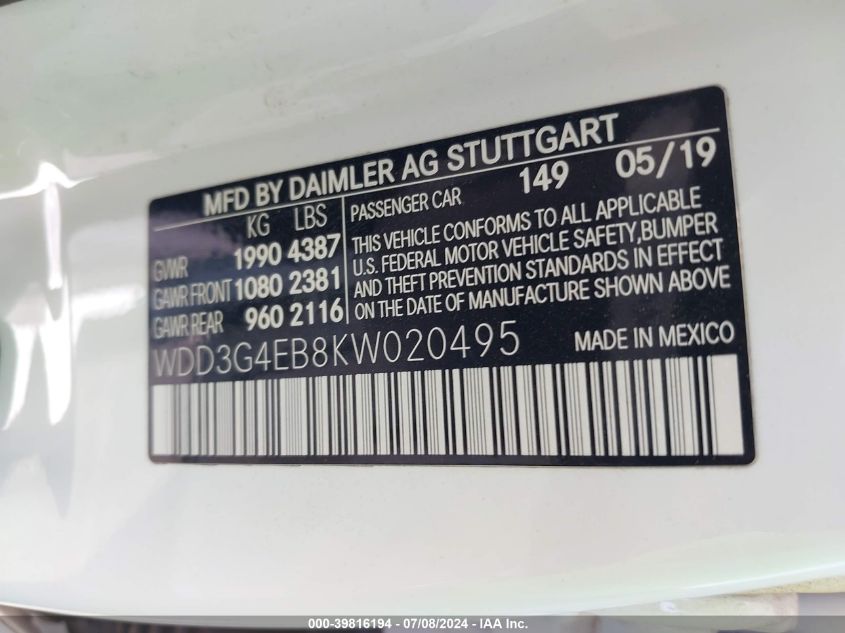 MFD BY DAIMLER AG STUTTGART
KG LBS
GVWR 1990 4387
GAWR FRONT 1080 2381
GAWR REAR 960 2116
PASSENGER CAR 149 05/19
THIS VEHICLE CONFORMS TO ALL APPLICABLE
U.S. FEDERAL MOTOR VEHICLE SAFETY,BUMPER
AND THEFT PREVENTION STANDARDS IN EFFECT
ON THE DATE OF MANUFACTURE SHOWN ABOVE
WDD3G4EB8KW020495 MADE IN MEXICO
000-39816194 / 07/08/2024 - IAA Inc.